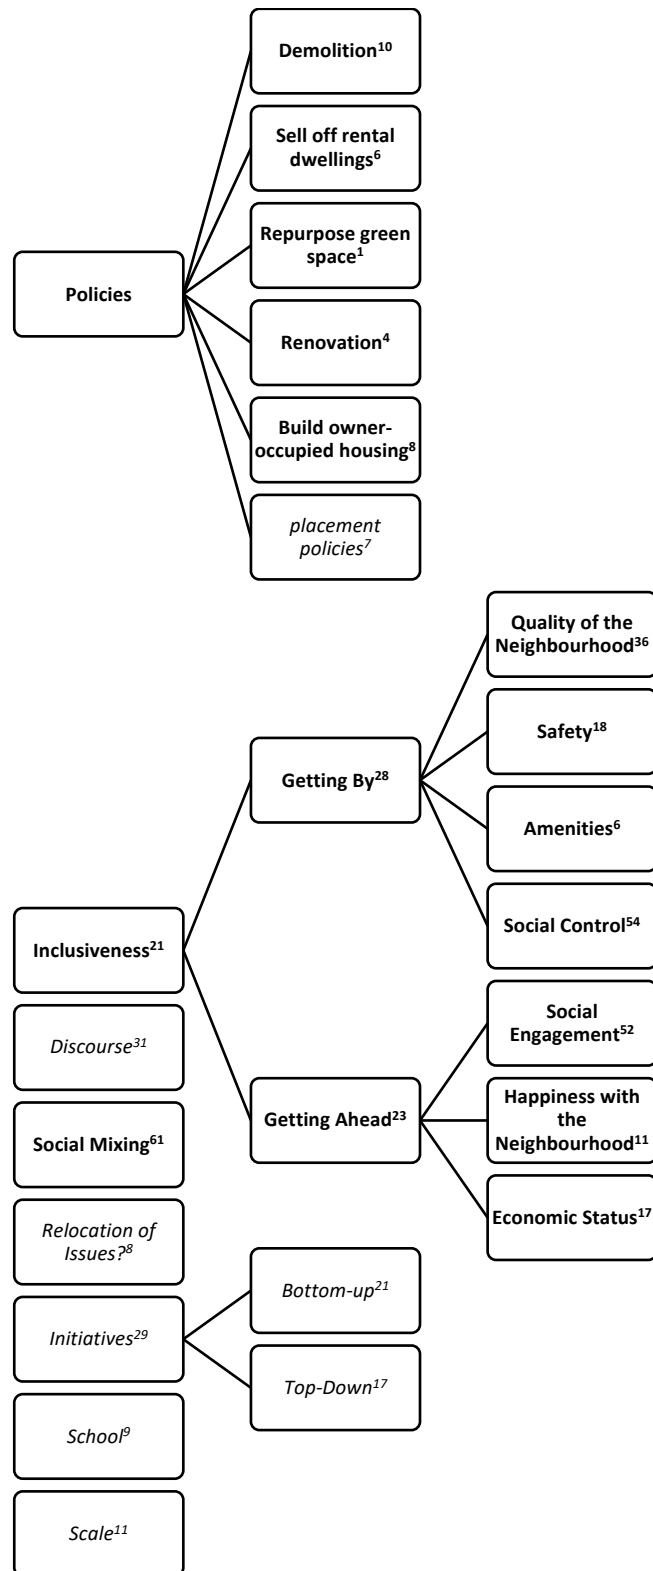 Demolition¹⁰
Sell off rental
dwellings⁶
Repurpose green
space¹
Policies
Renovation⁴
Build owner-
occupied housing⁸
placement
policies⁷
Quality of the
Neighbourhood³⁶
Safety¹⁸
Getting By²⁸
Amenities⁶
Social Control⁵⁴
Inclusiveness²¹
Social
Engagement⁵²
Discourse³¹
Getting Ahead²³
Happiness with
the
Neighbourhood¹¹
Social Mixing⁶¹
Economic Status¹⁷
Relocation of
Issues?⁸
Bottom-up²¹
Initiatives²⁹
Top-Down¹⁷
School⁹
Scale¹¹